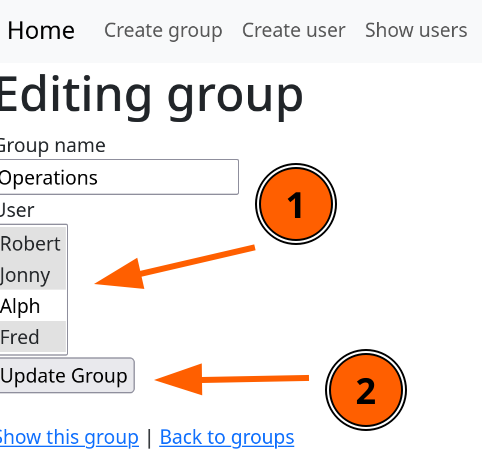 Home Create group Create user Show users
Editing group
Group name
Operations
User
1
Robert
Jonny
Alph
Fred
Update Group
2
Show this group | Back to groups